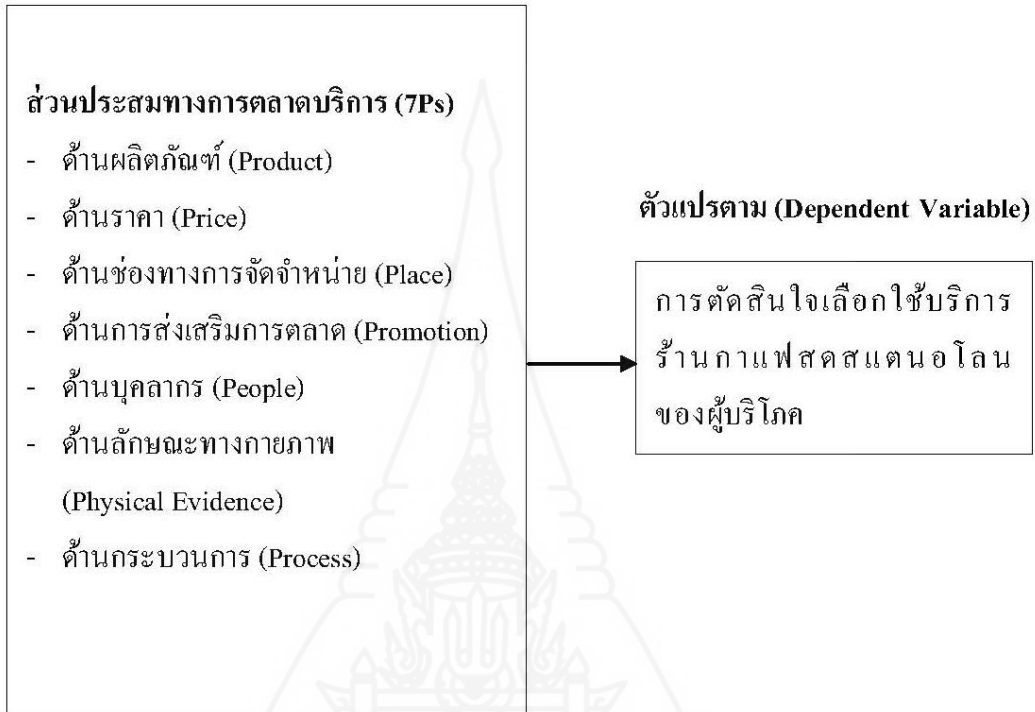 ส่วนประสมทางการตลาดบริการ (7Ps)
- ด้านผลิตภัณฑ์ (Product)
- ด้านราคา (Price)
- ด้านช่องทางการจัดจำหน่าย (Place)
- ด้านการส่งเสริมการตลาด (Promotion)
- ด้านบุคลากร (People)
- ด้านลักษณะทางกายภาพ
(Physical Evidence)
- ด้านกระบวนการ (Process)
ตัวแปรตาม (Dependent Variable)
การตัดสินใจเลือกใช้บริการ
ร้านกาแฟสดสแตนอโลน
ของผู้บริโภค